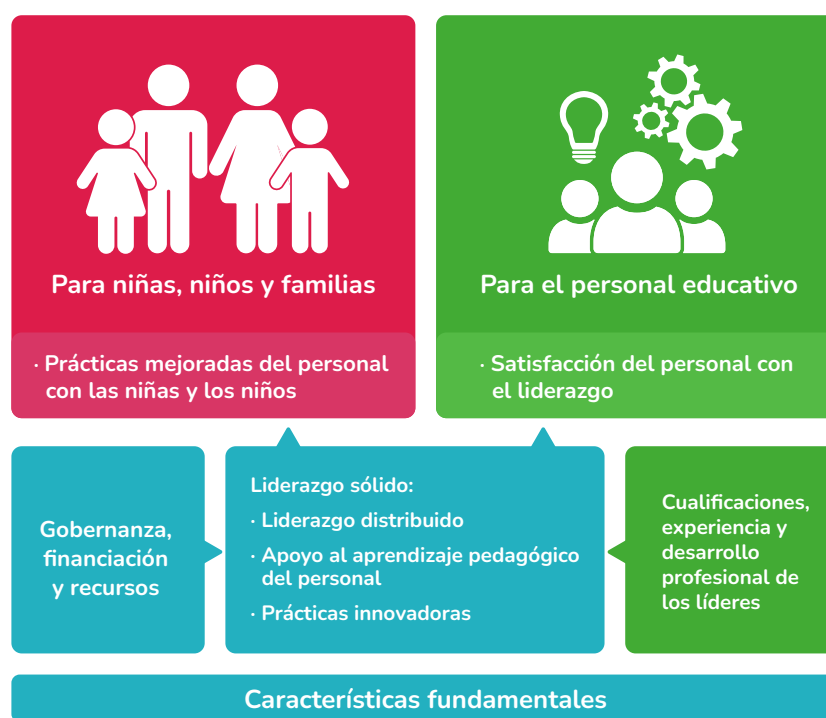 Para niñas, niños y familias
· Prácticas mejoradas del personal
con las niñas y los niños
Para el personal educativo
· Satisfacción del personal con
el liderazgo
Gobernanza,
financiación
y recursos
Liderazgo sólido:
· Liderazgo distribuido
· Apoyo al aprendizaje pedagógico
del personal
· Prácticas innovadoras
Cualificaciones,
experiencia y
desarrollo
profesional de
los líderes
Características fundamentales